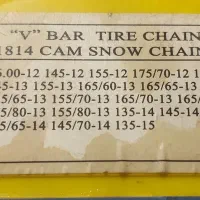 "V" BAR TIRE CHAIN
1814 CAM SNOW CHAIN
5.00-12 145-12 155-12 175/70-12
45-13 155-13 165/60-13 165/65-
5/65-13 155/70-13 165/70-13 165/
5/80-13 155/80-13 135-14 145-14
5/65-14 145/70-14 135-15